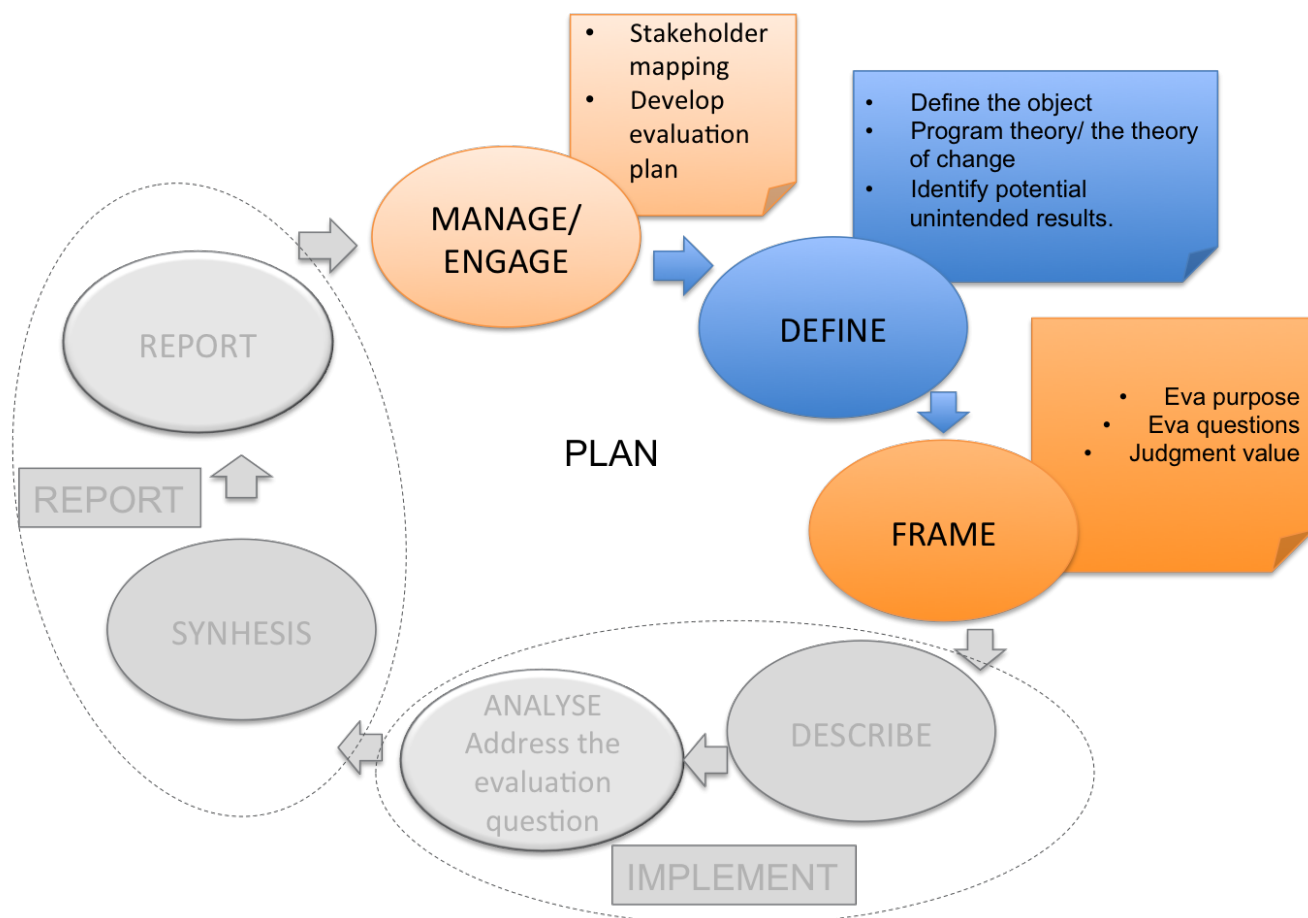 • Stakeholder
mapping
• Develop
evaluation
plan
MANAGE/
ENGAGE
• Define the object
• Program theory/ the theory
of change
• Identify potential
unintended results.
DEFINE
• Eva purpose
• Eva questions
• Judgment value
FRAME
PLAN
DESCRIBE
ANALYSE
Address the
evaluation
question
IMPLEMENT
SYNHESIS
REPORT
REPORT